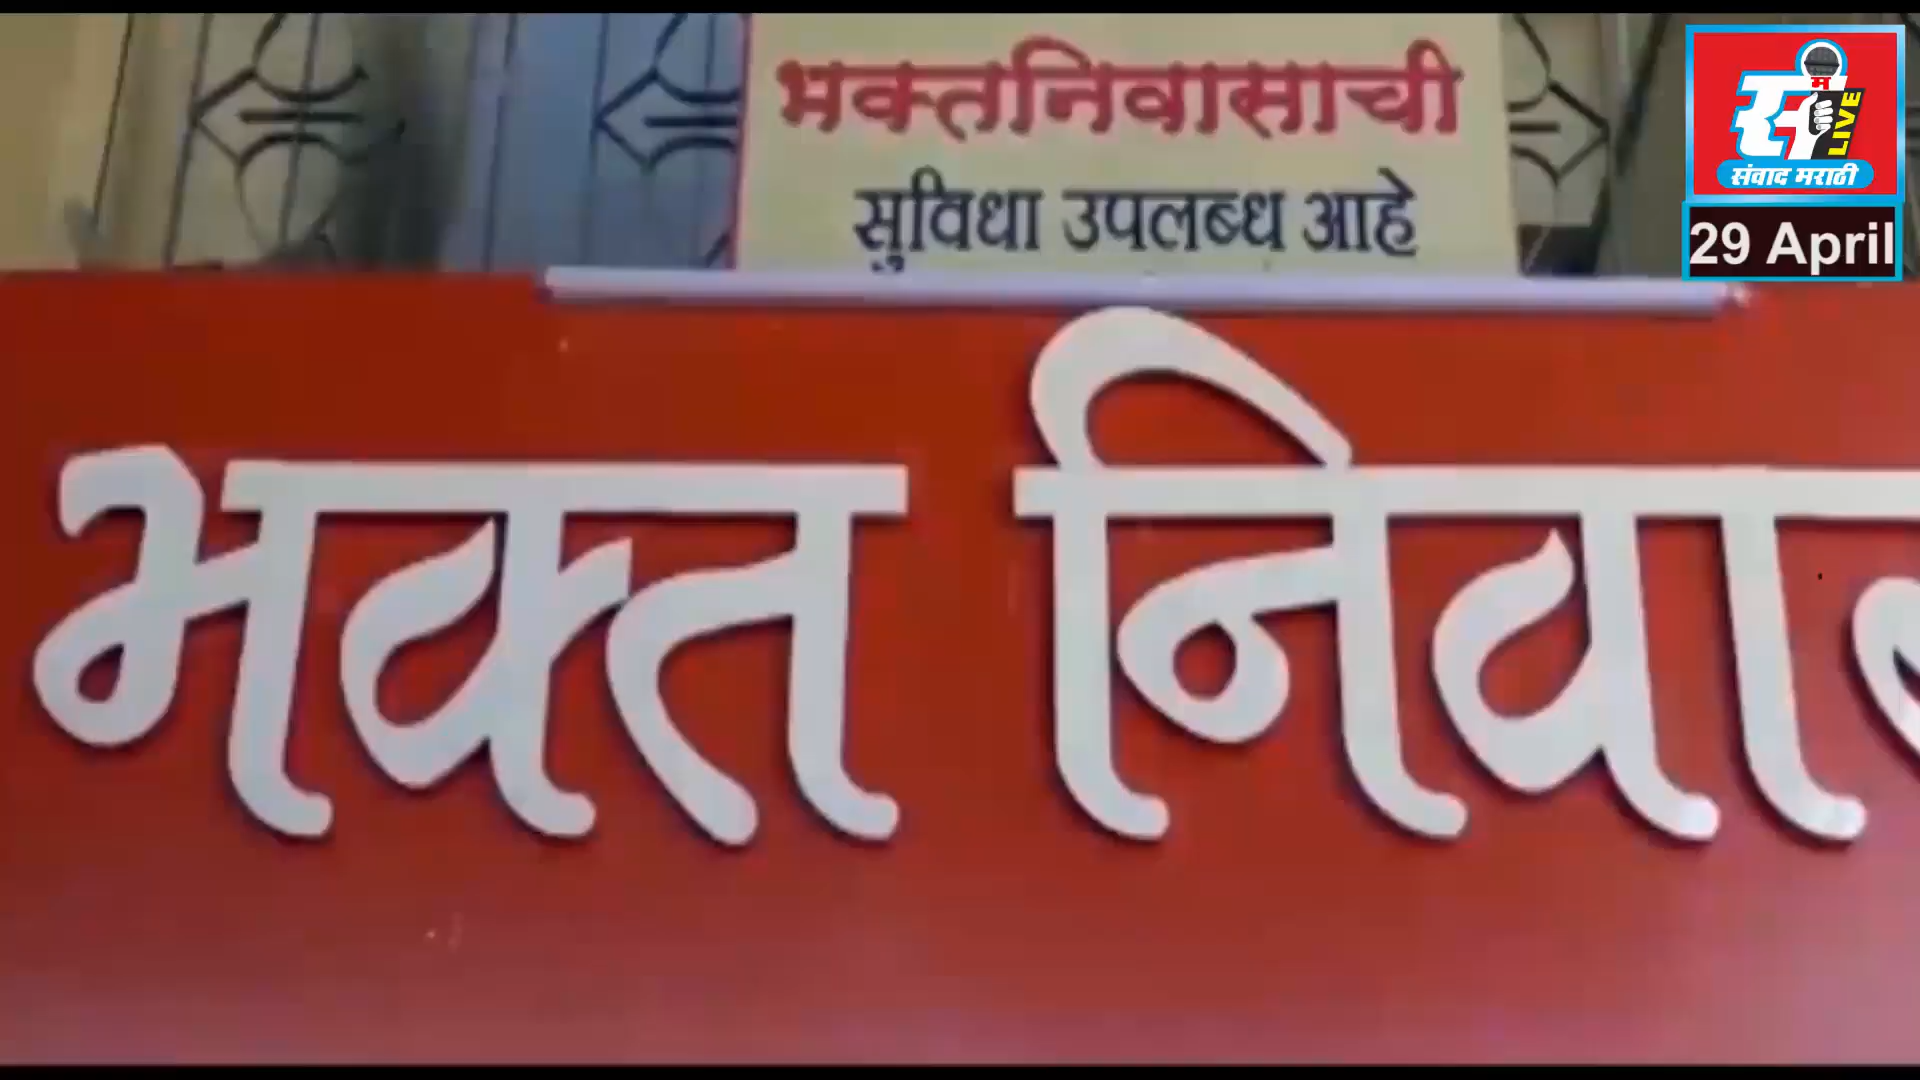 भक्तनिवासाची
सुविधा उपलब्ध आहे
LIVE
संवाद मराठी
29 April
भक्त निवा